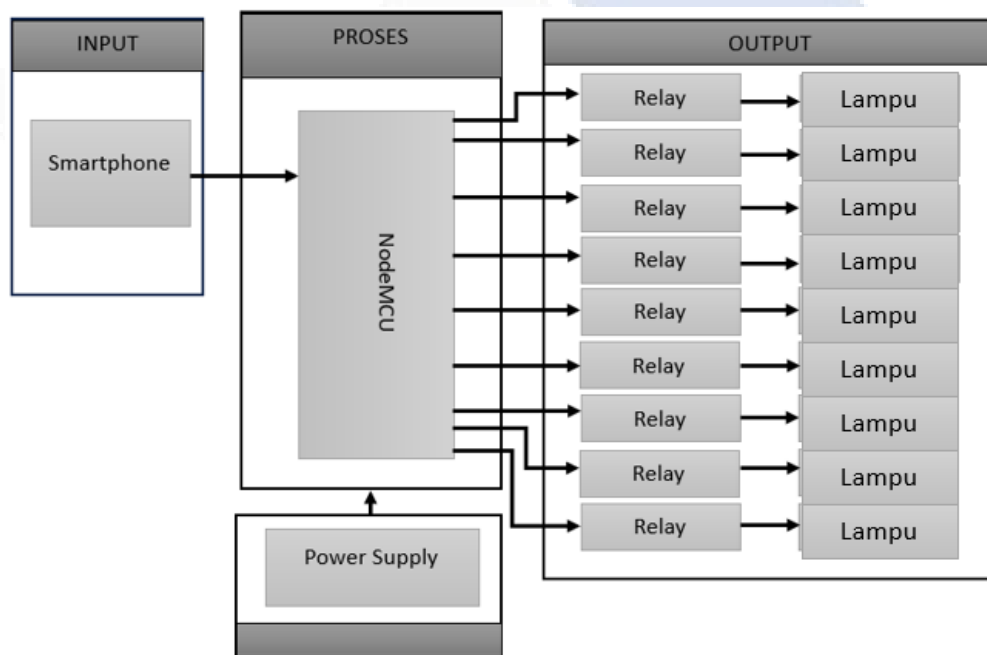 INPUT
Smartphone
PROSES
NodeMCU
Power Supply
OUTPUT
Relay
Lampu
Relay
Lampu
Relay
Lampu
Relay
Lampu
Relay
Lampu
Relay
Lampu
Relay
Lampu
Relay
Lampu
Relay
Lampu